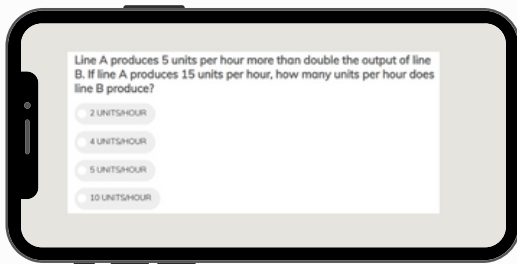 Line A produces 5 units per hour more than double the output of line
B. If line A produces 15 units per hour, how many units per hour does
line B produce?
2 UNITS/HOUR
4 UNITS/HOUR
5 UNITS/HOUR
10 UNITS/HOUR